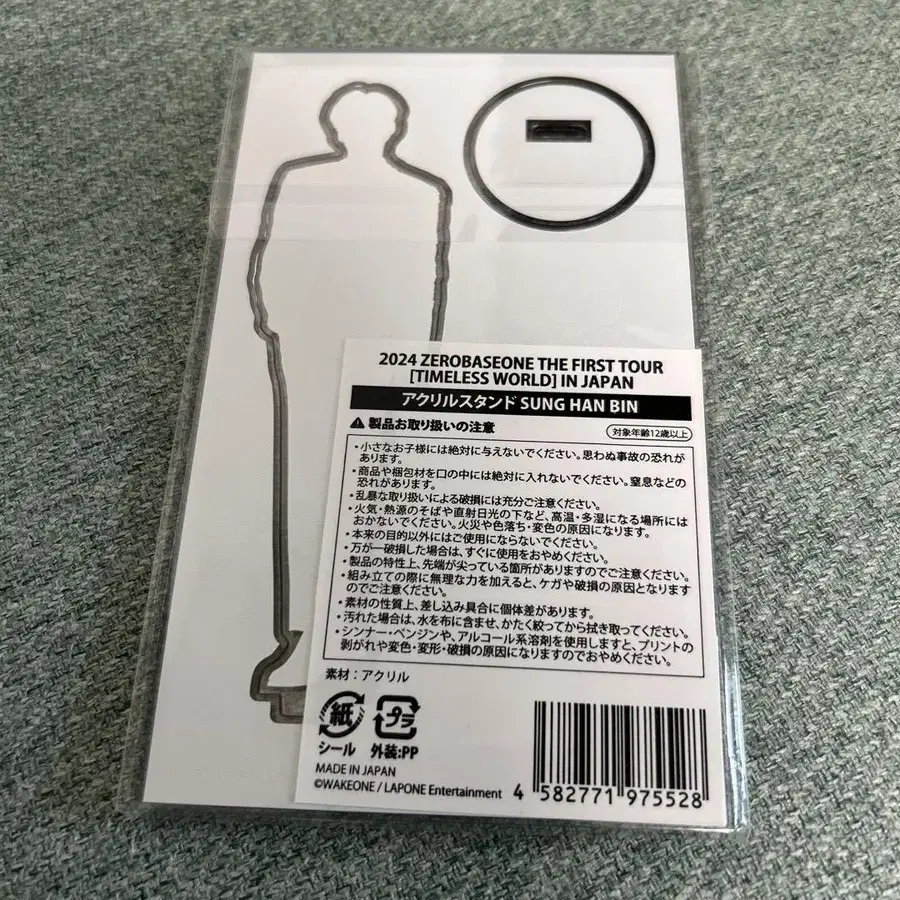 2024 ZEROBASEONE THE FIRST TOUR
[TIMELESS WORLD] IN JAPAN
アクリルスタンド SUNG HAN BIN
製品お取り扱いの注意
対象年齢12歳以上
・小さなお子様には絶対に与えないでください。思わぬ事故の恐れが
あります。
・商品や梱包材を口の中には絶対に入れないでください。窒息などの
恐れがあります。
・乱暴な取り扱いによる破損には充分ご注意ください。
・火気・熱源のそばや直射日光の下など、高温・多湿になる場所には
おかないでください。火災や色落ち・変色の原因になります。
・本来の目的以外にはご使用にならないでください。
・万が一破損した場合は、すぐに使用をおやめください。
・製品の特性上、先端が尖っている箇所がありますのでご注意ください。
・組み立ての際に無理な力を加えると、ケガや破損の原因となります
のでご注意ください。
・素材の性質上、差し込み具合に個体差があります。
・汚れた場合は、水を布に含ませ、かたく絞ってから拭き取ってください。
・シンナー・ベンジンや、アルコール系溶剤を使用しますと、プリントの
剥がれや変色・変形・破損の原因になりますのでおやめください。
素材：アクリル
紙
プラ
シール
外装:PP
MADE IN JAPAN
©WAKEONE / LAPONE Entertainment
4 582771 975528